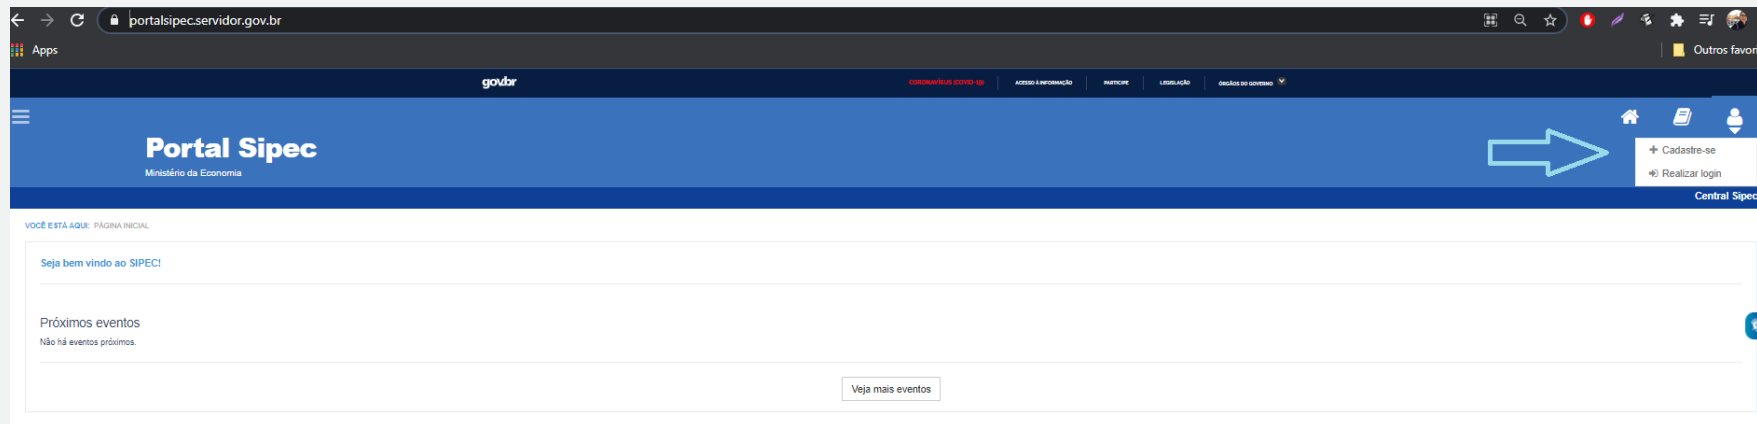 portalsipec.servidor.gov.br
Apps
Outros favori
gov.br
CORONAVÍRUS (COVID-19) ACESSO À INFORMAÇÃO PARTICIPE LEGISLAÇÃO ÓRGÃOS DO GOVERNO
Portal Sipec
Ministério da Economia
Cadastre-se
Realizar login
Central Sipec
VOCÊ ESTÁ AQUI: PÁGINA INICIAL
Seja bem vindo ao SIPEC!
Próximos eventos
Não há eventos próximos.
Veja mais eventos